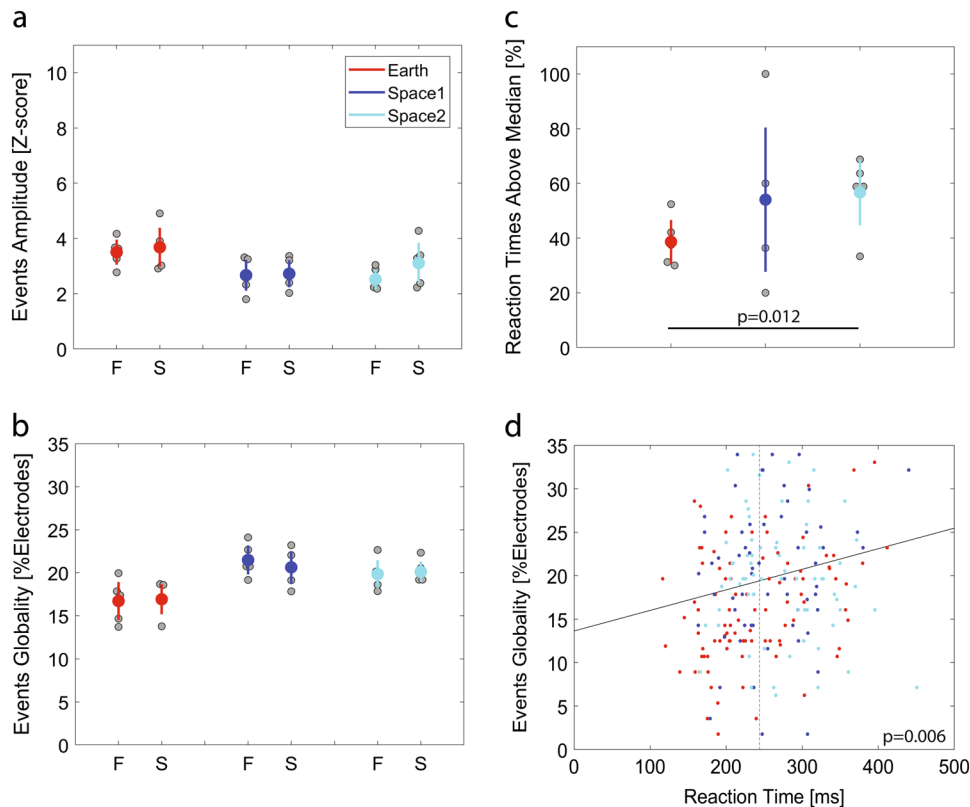 a
Events Amplitude [Z-score]
10
8
6
4
2
0
Earth
Space1
Space2
F S F S F S
b
Events Globality [%Electrodes]
35
30
25
20
15
10
5
0
F S F S F S
c
Reaction Times Above Median [%]
100
80
60
40
20
0
p=0.012
d
Events Globality [%Electrodes]
35
30
25
20
15
10
5
0
p=0.006
0 100 200 300 400 500
Reaction Time [ms]